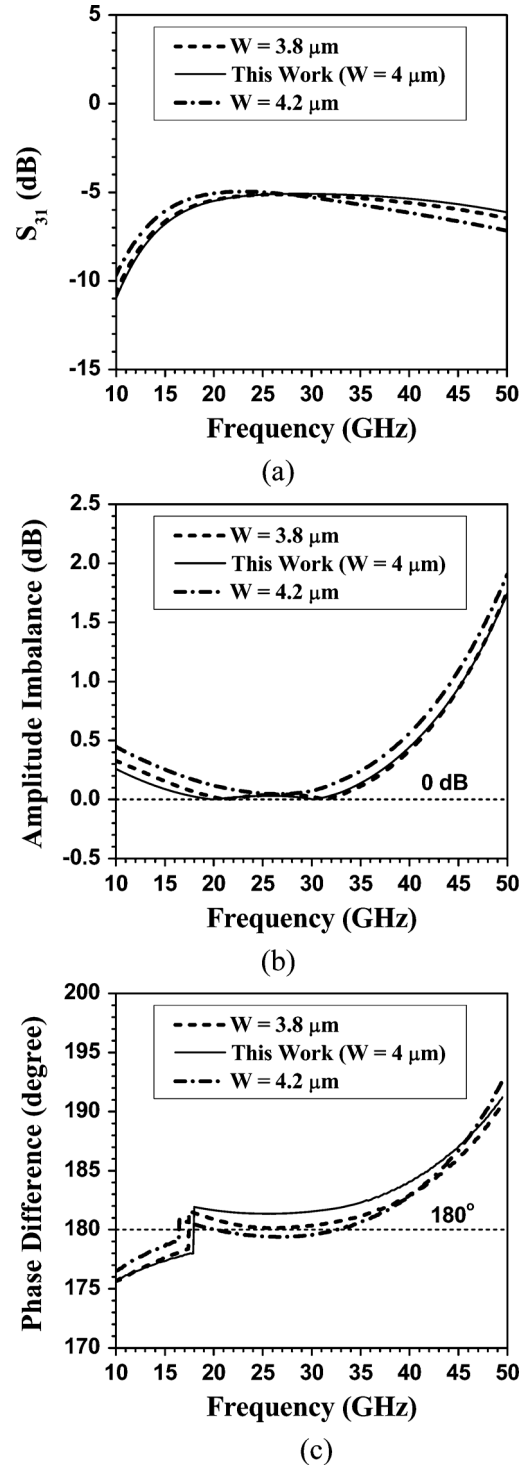 5
0
-5
-10
-15
S31 (dB)
W = 3.8 μm
This Work (W = 4 μm)
W = 4.2 μm
10 15 20 25 30 35 40 45 50
Frequency (GHz)
(a)
2.5
2.0
1.5
1.0
0.5
0.0
-0.5
Amplitude Imbalance (dB)
W = 3.8 μm
This Work (W = 4 μm)
W = 4.2 μm
0 dB
10 15 20 25 30 35 40 45 50
Frequency (GHz)
(b)
200
195
190
185
180
175
170
Phase Difference (degree)
W = 3.8 μm
This Work (W = 4 μm)
W = 4.2 μm
180°
10 15 20 25 30 35 40 45 50
Frequency (GHz)
(c)